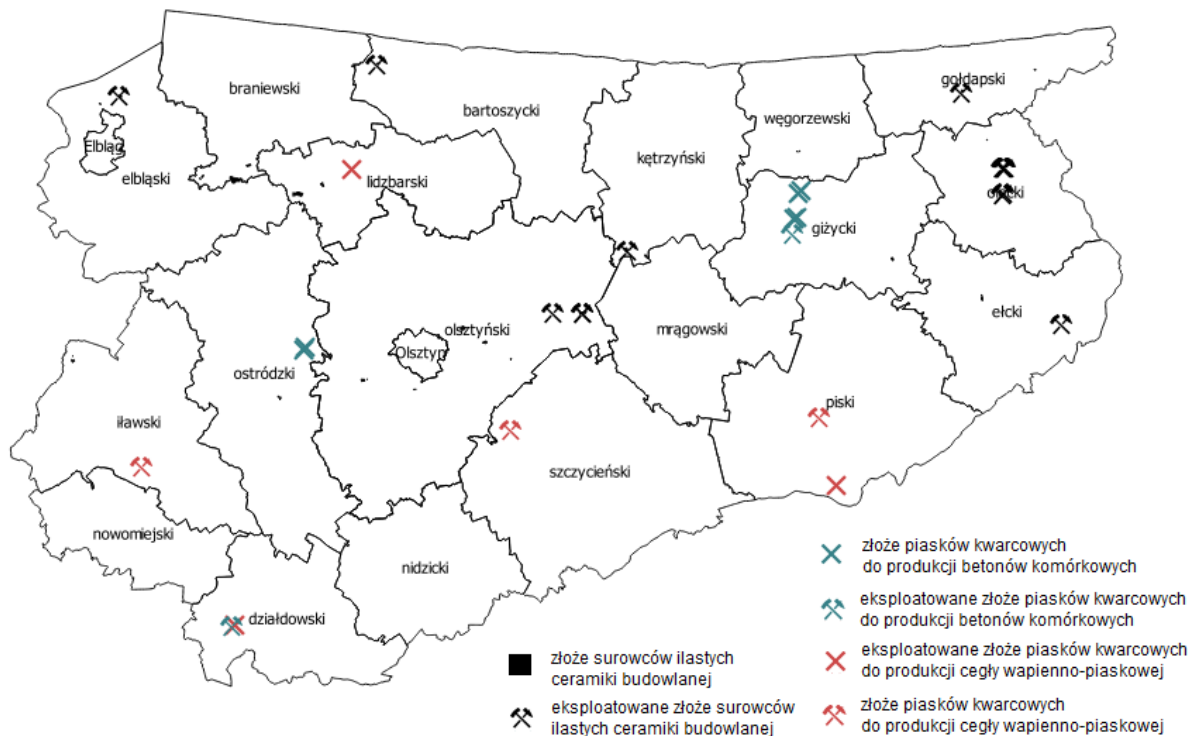 gołdapski
braniewski
bartoszycki
węgorzewski
Elbląg
kętrzyński
elbląski
lidzbarski
olecki
giżycki
ełcki
olsztyński
mrągowski
Olsztyn
ostródzki
piski
iławski
szczycieński
nowomiejski
nidzicki
działdowski
złoże piasków kwarcowych
do produkcji betonów komórkowych
eksploatowane złoże piasków kwarcowych
do produkcji betonów komórkowych
złoże surowców ilastych
ceramiki budowlanej
eksploatowane złoże piasków kwarcowych
do produkcji cegły wapienno-piaskowej
eksploatowane złoże surowców
ilastych ceramiki budowlanej
złoże piasków kwarcowych
do produkcji cegły wapienno-piaskowej